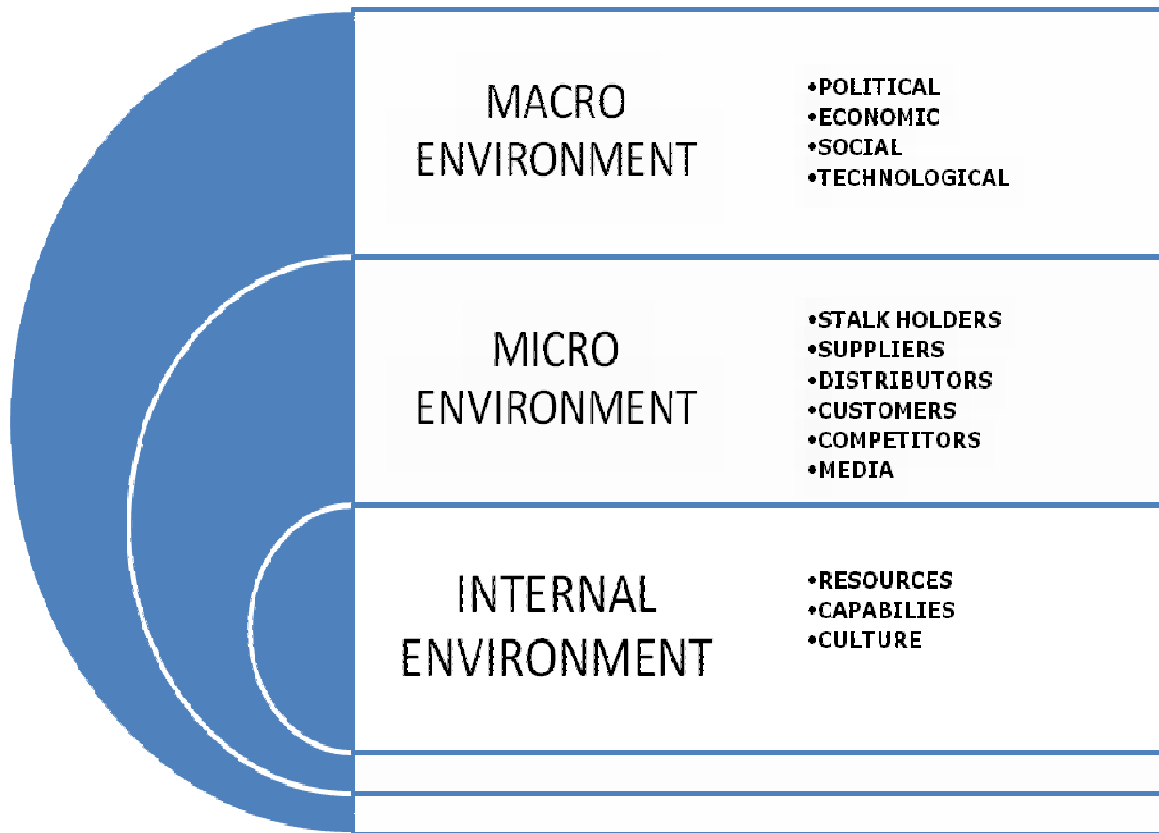 MACRO
ENVIRONMENT
•POLITICAL
•ECONOMIC
•SOCIAL
•TECHNOLOGICAL
MICRO
ENVIRONMENT
•STALK HOLDERS
•SUPPLIERS
•DISTRIBUTORS
•CUSTOMERS
•COMPETITORS
•MEDIA
INTERNAL
ENVIRONMENT
•RESOURCES
•CAPABILIES
•CULTURE